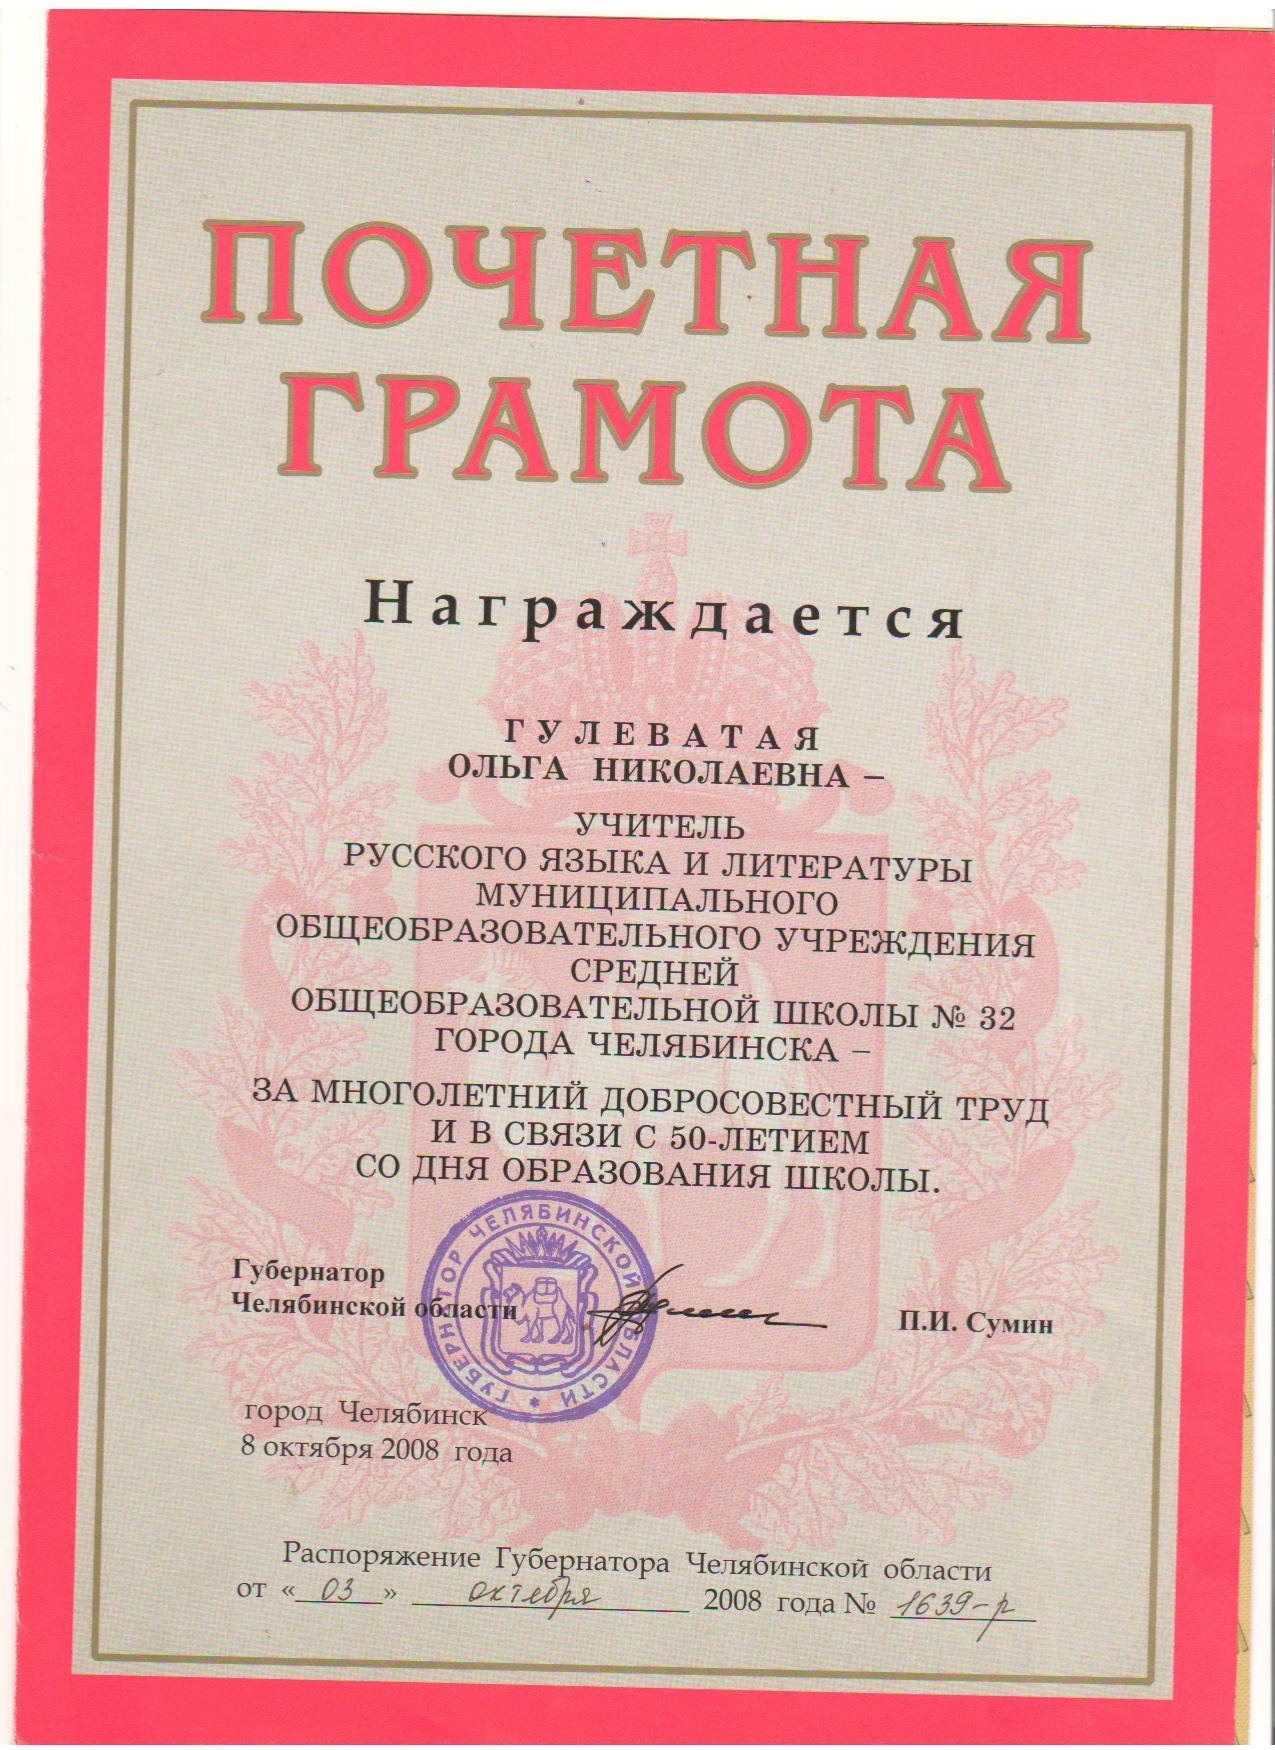 ПОЧЕТНАЯ
ГРАМОТА
Награждается
ГУЛЕВАТАЯ
ОЛЬГА НИКОЛАЕВНА –
УЧИТЕЛЬ
РУССКОГО ЯЗЫКА И ЛИТЕРАТУРЫ
МУНИЦИПАЛЬНОГО
ОБЩЕОБРАЗОВАТЕЛЬНОГО УЧРЕЖДЕНИЯ
СРЕДНЕЙ
ОБЩЕОБРАЗОВАТЕЛЬНОЙ ШКОЛЫ № 32
ГОРОДА ЧЕЛЯБИНСКА –
ЗА МНОГОЛЕТНИЙ ДОБРОСОВЕСТНЫЙ ТРУД
И В СВЯЗИ С 50-ЛЕТИЕМ
СО ДНЯ ОБРАЗОВАНИЯ ШКОЛЫ.
Губернатор
Челябинской области
П.И. Сумин
ГУБЕРНАТОР ЧЕЛЯБИНСКОЙ ОБЛАСТИ
город Челябинск
8 октября 2008 года
Распоряжение Губернатора Челябинской области
от «03» октября 2008 года № 1639-р